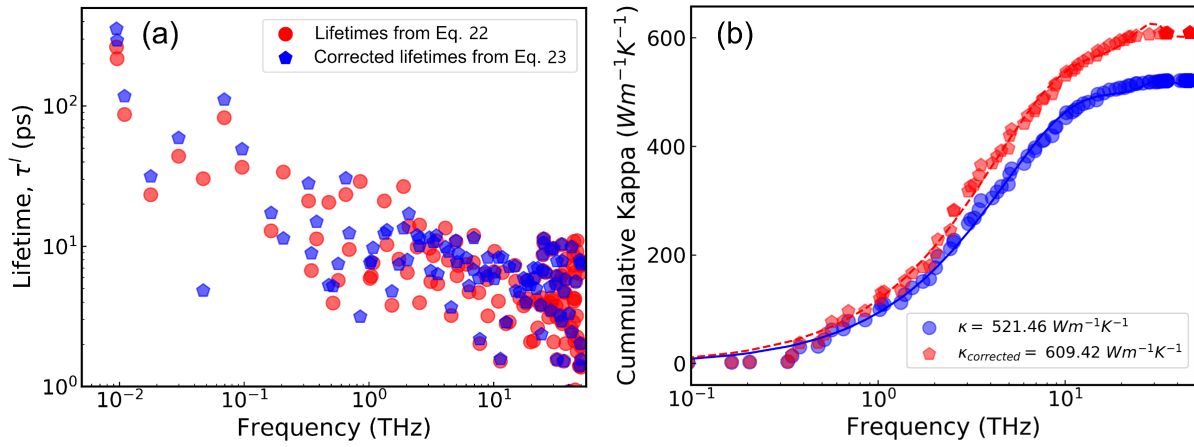 (a)
Lifetimes from Eq. 22
Corrected lifetimes from Eq. 23
10²
10¹
10⁰
Lifetime, τˡ (ps)
10⁻²
10⁻¹
10⁰
10¹
Frequency (THz)
(b)
600
400
200
0
Cummulative Kappa (Wm⁻¹K⁻¹)
κ = 521.46 Wm⁻¹K⁻¹
κcorrected = 609.42 Wm⁻¹K⁻¹
10⁻¹
10⁰
10¹
Frequency (THz)